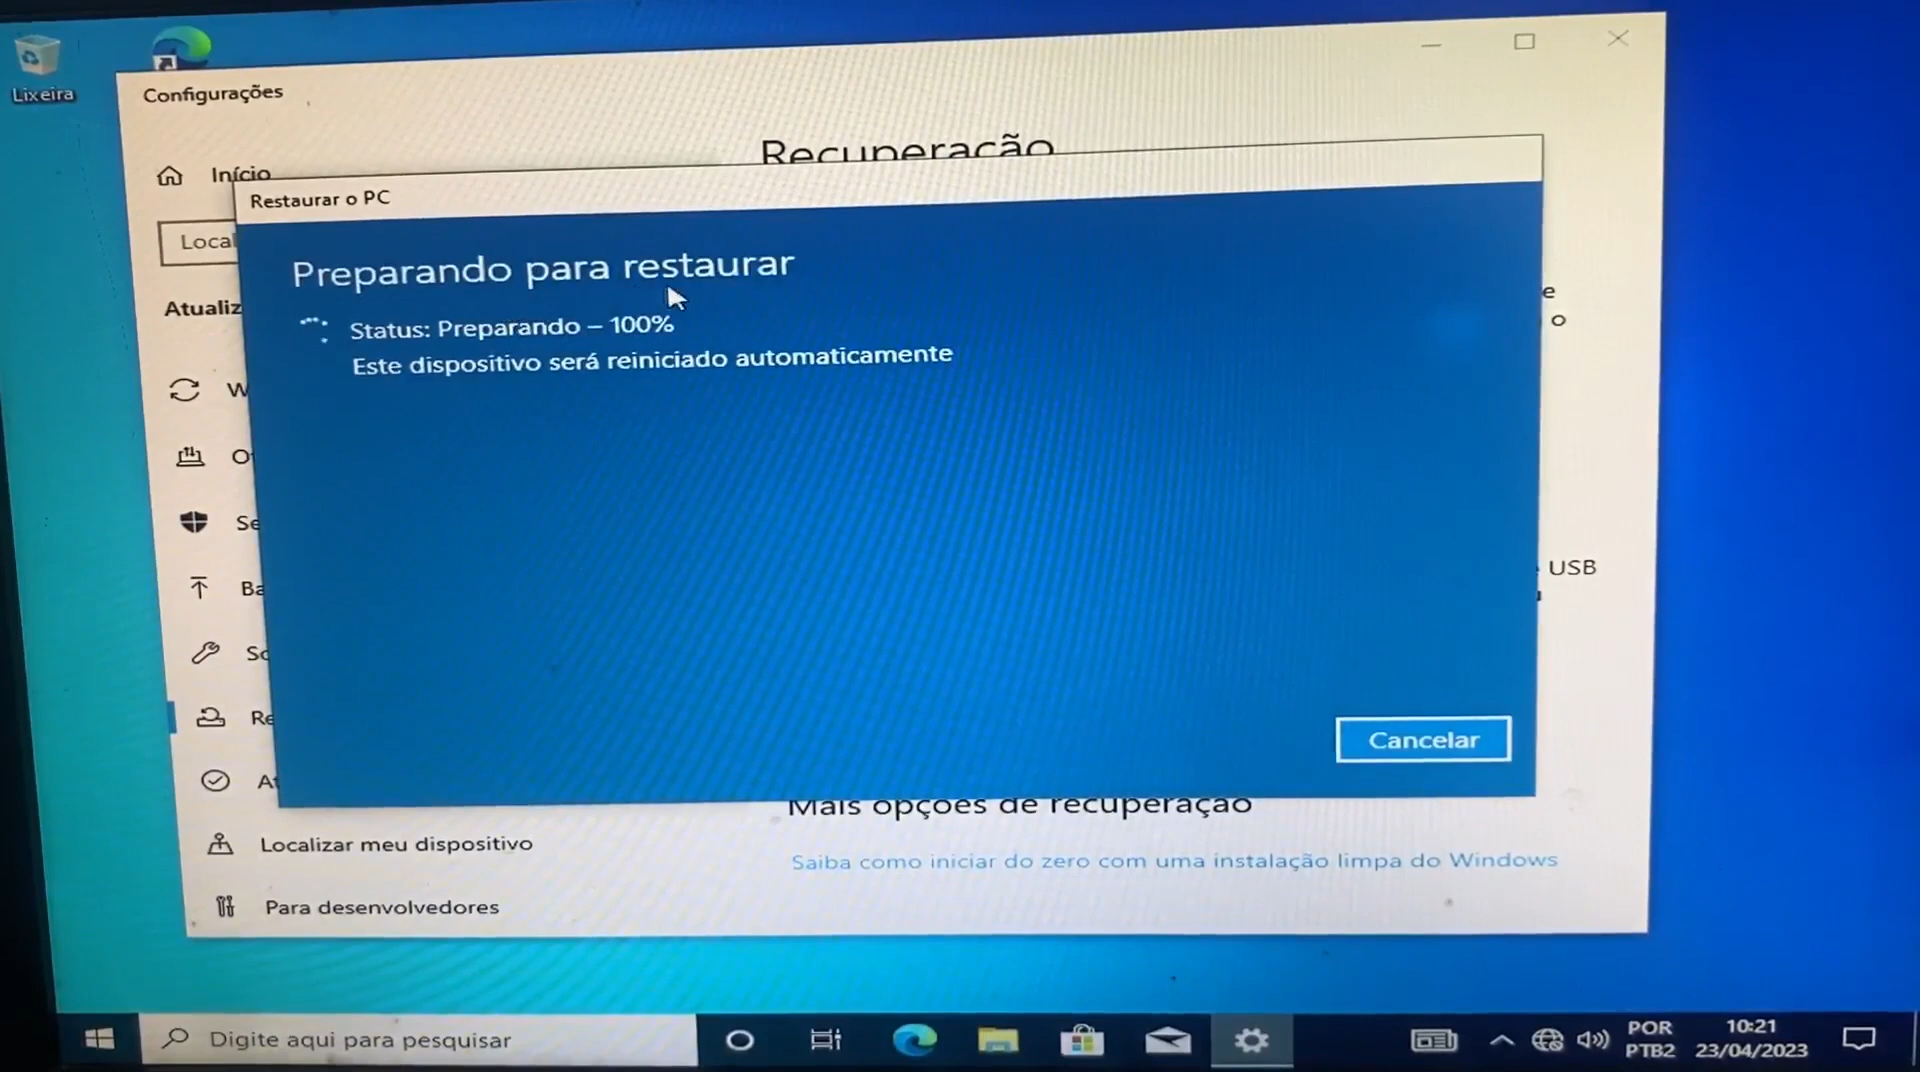 Lixeira
Configurações
Recuperação
Início
Restaurar o PC
Preparando para restaurar
Status: Preparando – 100%
Este dispositivo será reiniciado automaticamente
Cancelar
USB
Mais opções de recuperação
Saiba como iniciar do zero com uma instalação limpa do Windows
Localizar meu dispositivo
Para desenvolvedores
Digite aqui para pesquisar
POR
PTB2
10:21
23/04/2023